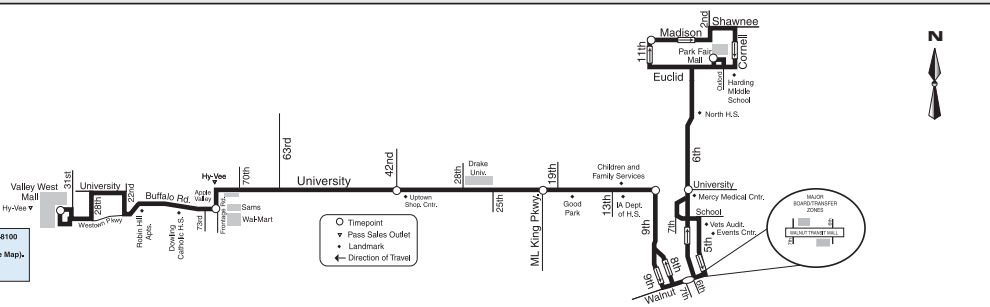 2nd
Shawnee
Madison
11th
Park Fair
Mall
Cornell
Euclid
Oxford
Harding
Middle
School
North H.S.
N
6th
Valley West
Mall
Hy-Vee
31st
University
28th
Westown Pkwy
22nd
Buffalo Rd.
Robin Hill
Apts.
Dowling
Catholic H.S.
Hy-Vee
Apple
Valley
73rd
Frontage Rd.
70th
Sams
Wal-Mart
63rd
University
42nd
Uptown
Shop. Cntr.
28th
Drake
Univ.
25th
19th
ML King Pkwy.
Good
Park
Children and
Family Services
13th
IA Dept.
of H.S.
9th
University
Mercy Medical Cntr.
School
7th
Vets Audit.
Events Cntr.
5th
9th
8th
Walnut
7th
6th
MAJOR
BOARD/TRANSFER
ZONES
WALNUT TRANSIT MALL
Timepoint
Pass Sales Outlet
Landmark
Direction of Travel
-8100
e Map).